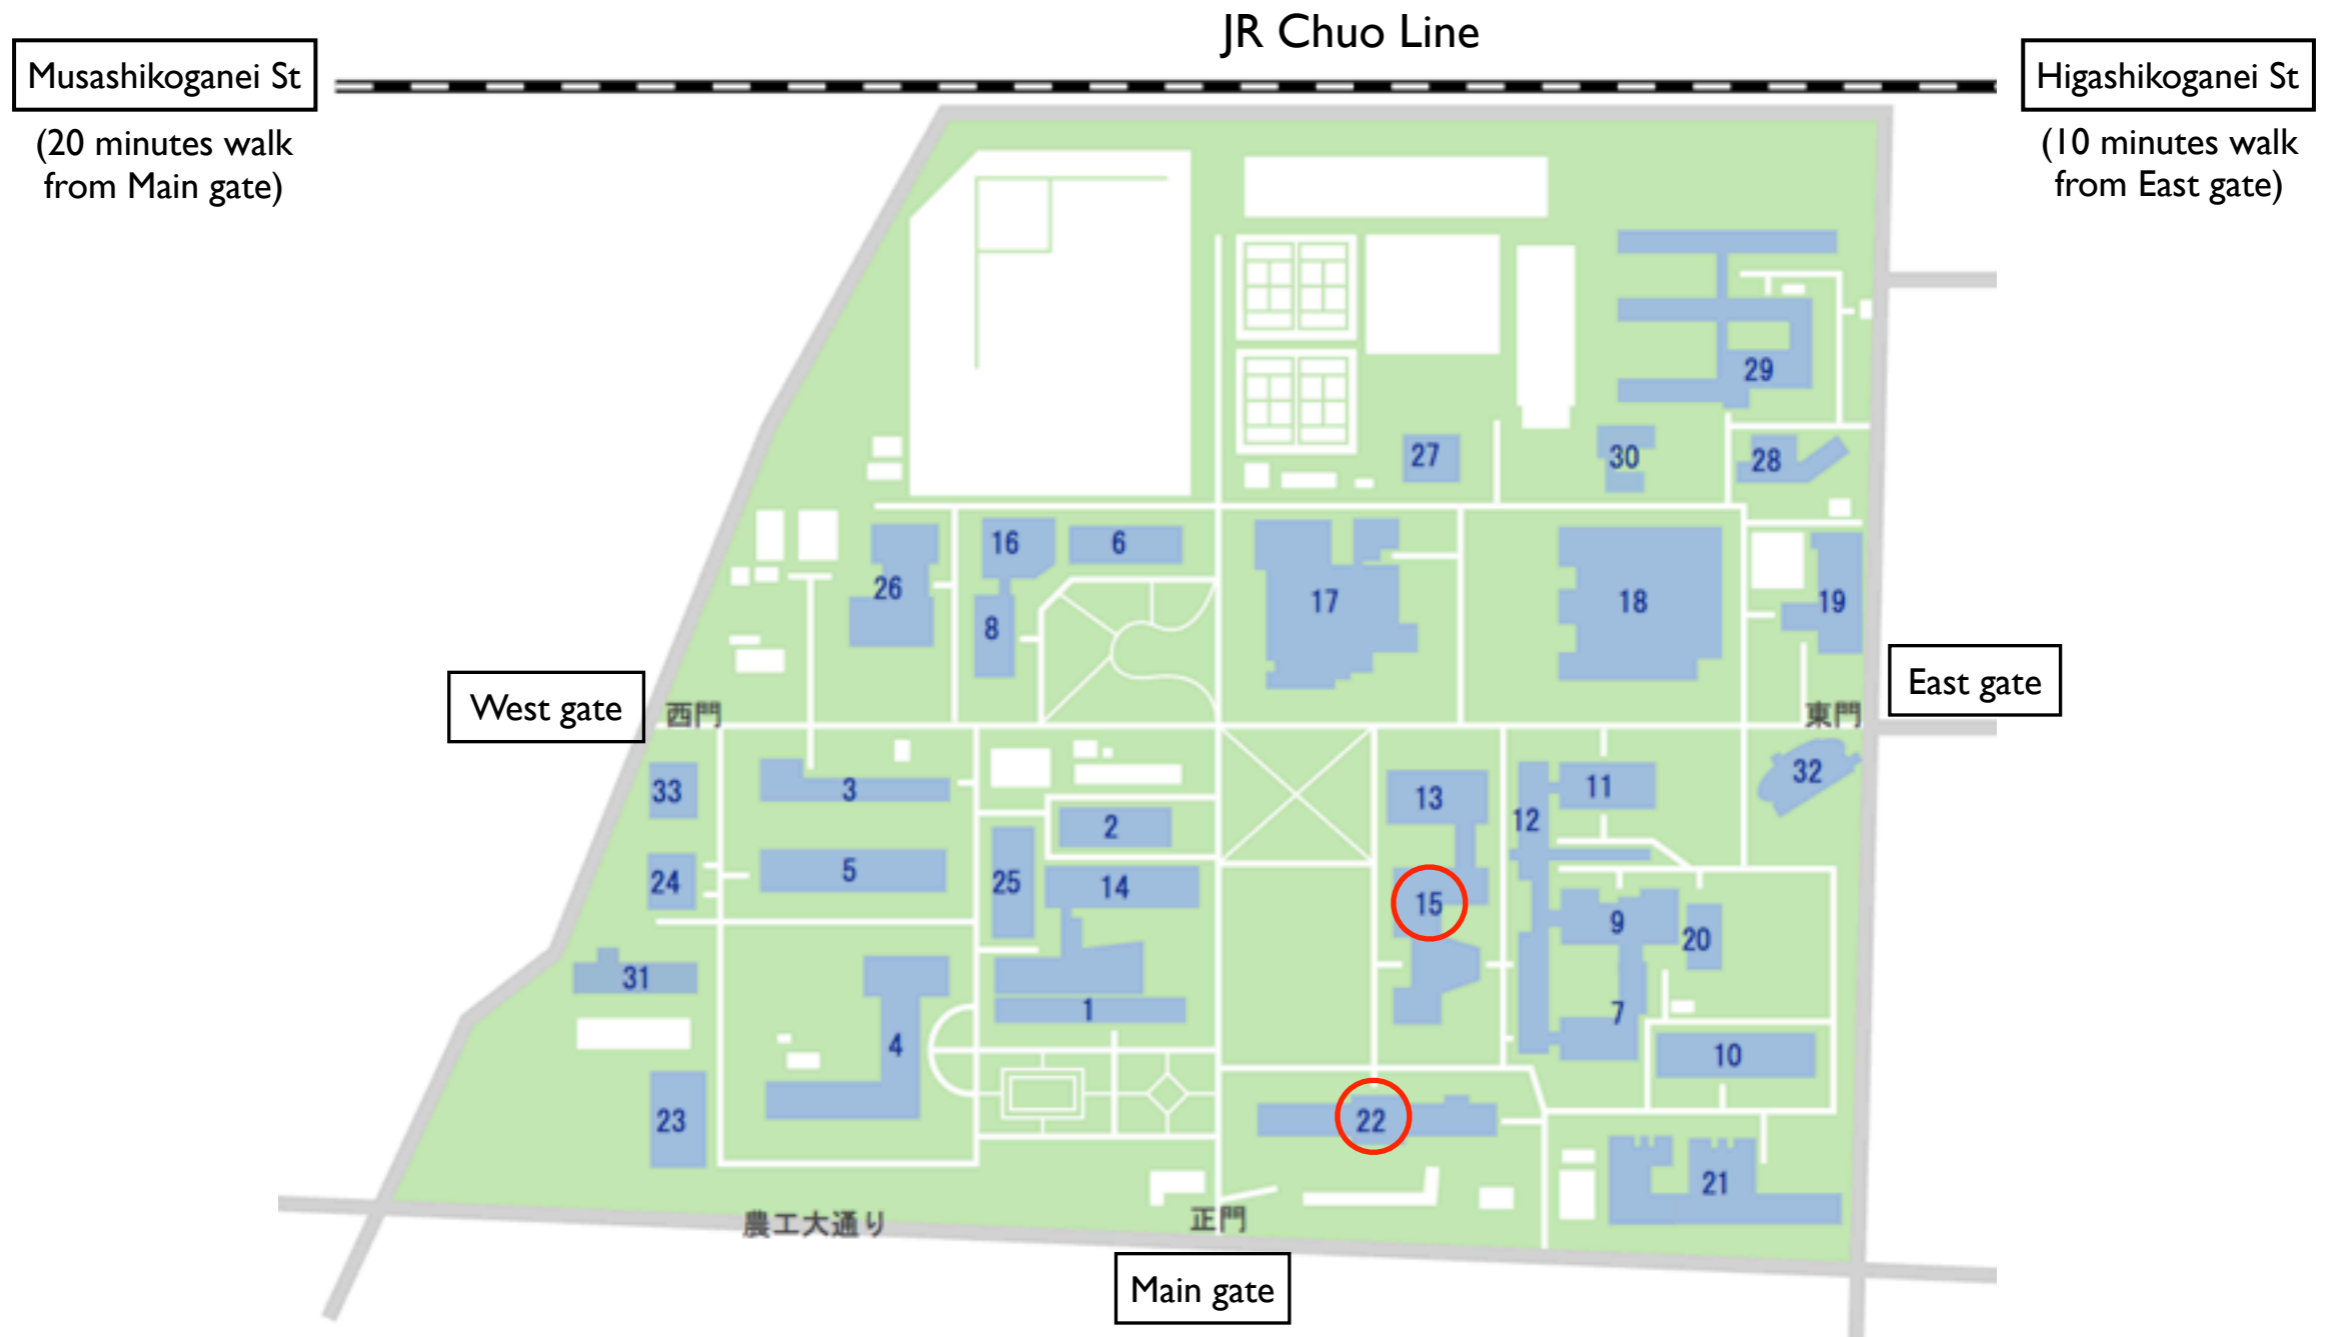 JR Chuo Line
Musashikoganei St
(20 minutes walk
from Main gate)
Higashikoganei St
(10 minutes walk
from East gate)
29
27
30
28
16
6
26
8
17
18
19
West gate
西門
東門
East gate
33
3
2
13
12
11
32
24
5
25
14
15
9
20
31
4
1
7
10
23
22
21
農工大通り
正門
Main gate